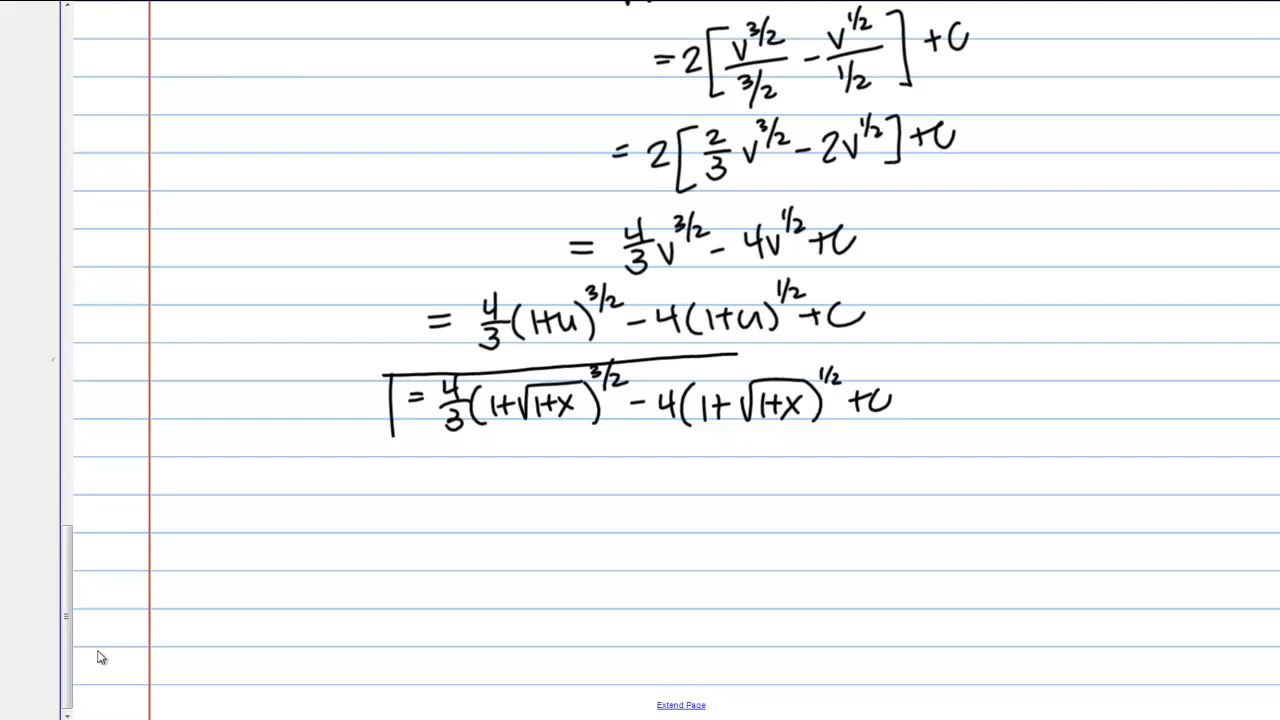 = 2[v^{3/2}/(3/2) - v^{1/2}/(1/2)] + C
= 2[2/3 v^{3/2} - 2v^{1/2}] + C
= 4/3 v^{3/2} - 4v^{1/2} + C
= 4/3 (1+u)^{3/2} - 4(1+u)^{1/2} + C
= 4/3 (1+√(1+x))^{3/2} - 4(1+√(1+x))^{1/2} + C
Extend Page